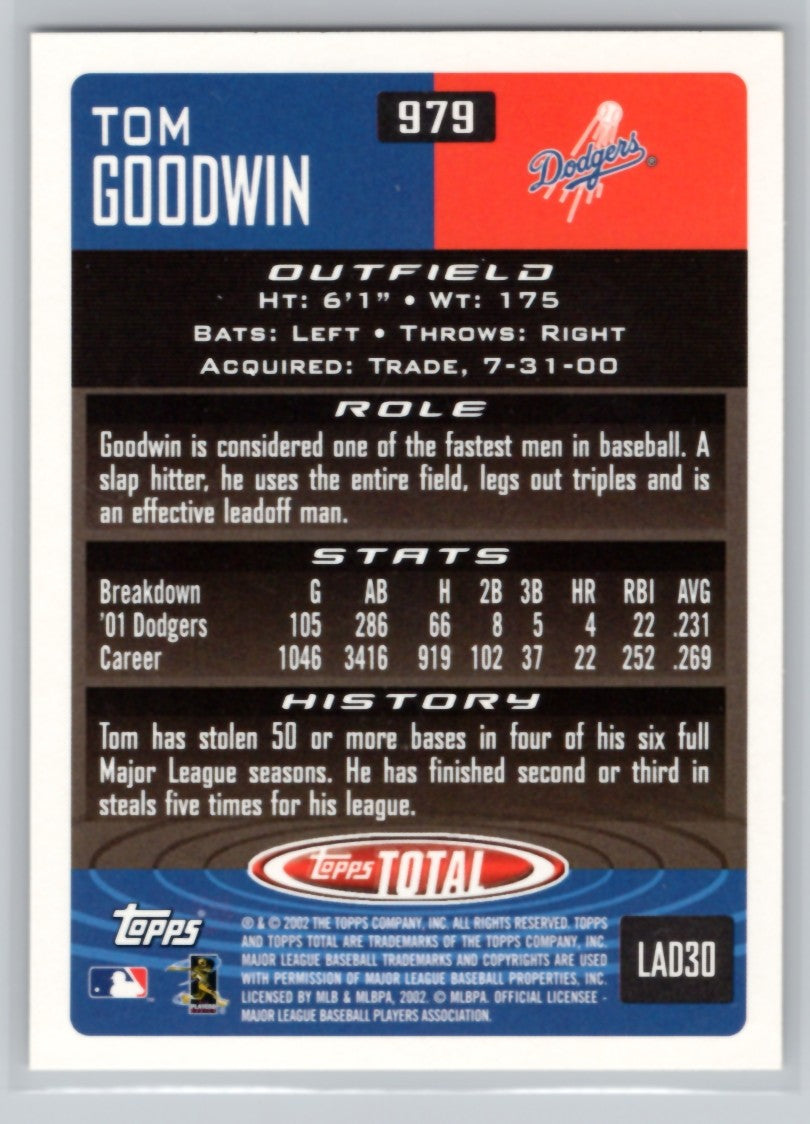 TOM
GOODWIN
979
Dodgers®
OUTFIELD
HT: 6'1" • WT: 175
BATS: LEFT • THROWS: RIGHT
ACQUIRED: TRADE, 7-31-00
ROLE
Goodwin is considered one of the fastest men in baseball. A
slap hitter, he uses the entire field, legs out triples and is
an effective leadoff man.
STATS
Breakdown G AB H 2B 3B HR RBI AVG
'01 Dodgers 105 286 66 8 5 4 22 .231
Career 1046 3416 919 102 37 22 252 .269
HISTORY
Tom has stolen 50 or more bases in four of his six full
Major League seasons. He has finished second or third in
steals five times for his league.
topps TOTAL
topps
® & © 2002 THE TOPPS COMPANY, INC. ALL RIGHTS RESERVED. TOPPS
AND TOPPS TOTAL ARE TRADEMARKS OF THE TOPPS COMPANY, INC.
MAJOR LEAGUE BASEBALL TRADEMARKS AND COPYRIGHTS ARE USED
WITH PERMISSION OF MAJOR LEAGUE BASEBALL PROPERTIES, INC.
LICENSED BY MLB & MLBPA, 2002. © MLBPA. OFFICIAL LICENSEE -
MAJOR LEAGUE BASEBALL PLAYERS ASSOCIATION.
LAD30